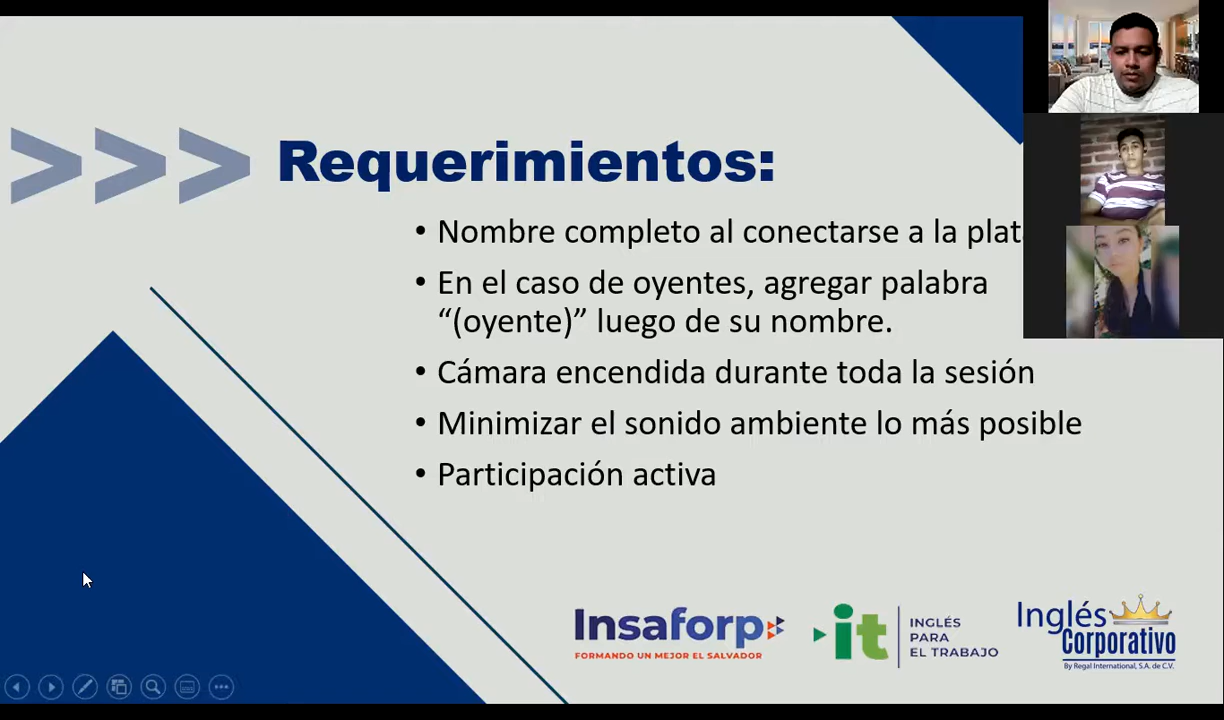 Requerimientos:
• Nombre completo al conectarse a la
• En el caso de oyentes, agregar palabra
“(oyente)” luego de su nombre.
• Cámara encendida durante toda la sesión
• Minimizar el sonido ambiente lo más posible
• Participación activa
Insaforp
FORMANDO UN MEJOR EL SALVADOR
it
INGLÉS
PARA
EL TRABAJO
Inglés
Corporativo
By Regal International, S.A. de C.V.